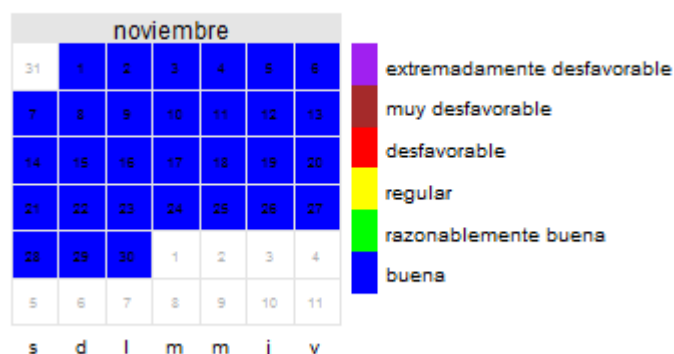 noviembre
31 1 2 3 4 5 6
7 8 9 10 11 12 13
14 15 16 17 18 19 20
21 22 23 24 25 26 27
28 29 30 1 2 3 4
5 6 7 8 9 10 11
s d l m m j v
extremadamente desfavorable
muy desfavorable
desfavorable
regular
razonablemente buena
buena